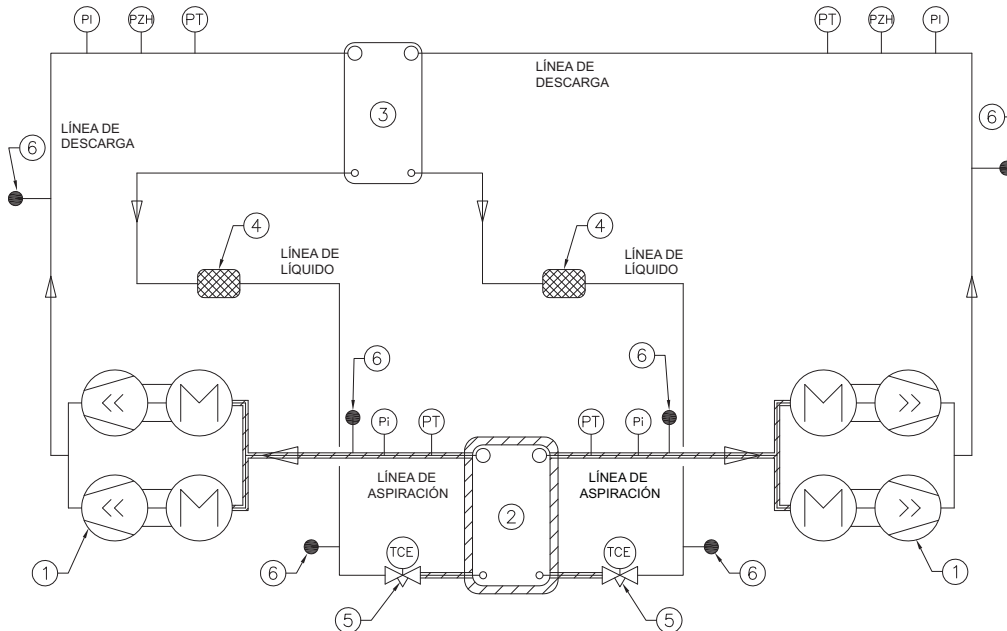 PI
PZH
PT
PT
PZH
PI
LÍNEA DE
DESCARGA
3
6
LÍNEA DE
DESCARGA
6
4
LÍNEA DE
LÍQUIDO
4
LÍNEA DE
LÍQUIDO
6
6
M
M
Pi
PT
PT
Pi
LÍNEA DE
ASPIRACIÓN
LÍNEA DE
ASPIRACIÓN
M
2
M
1
6
TCE
TCE
6
1
5
5